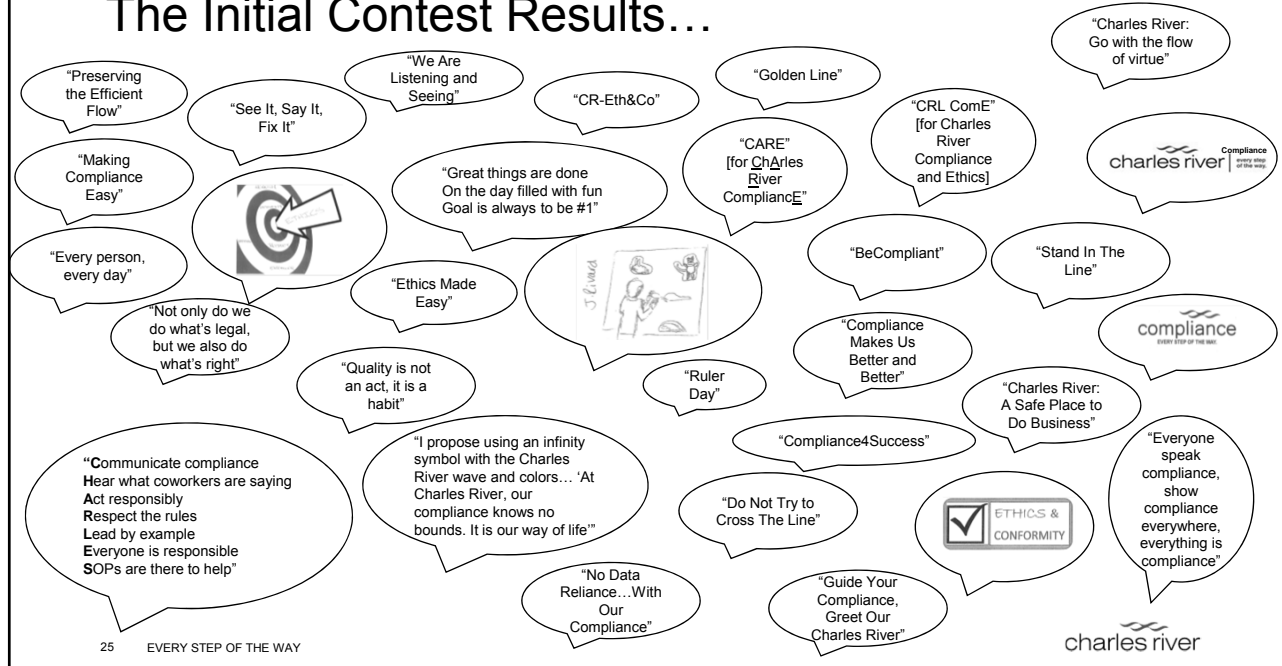 The Initial Contest Results…
“Charles River:
Go with the flow
of virtue”
“Preserving
the Efficient
Flow”
“See It, Say It,
Fix It”
“We Are
Listening and
Seeing”
“CR-Eth&Co”
“Golden Line”
“CRL ComE”
[for Charles
River
Compliance
and Ethics]
Compliance
charles river
every step
of the way.
“Making
Compliance
Easy”
“Great things are done
On the day filled with fun
Goal is always to be #1”
“CARE”
[for ChArles
River
CompliancE”
ETHICS
“Every person,
every day”
“Ethics Made
Easy”
“BeCompliant”
“Stand In The
Line”
“Not only do we
do what’s legal,
but we also do
what’s right”
compliance
EVERY STEP OF THE WAY.
“Compliance
Makes Us
Better and
Better”
“Quality is not
an act, it is a
habit”
“Ruler
Day”
“Charles River:
A Safe Place to
Do Business”
“Communicate compliance
Hear what coworkers are saying
Act responsibly
Respect the rules
Lead by example
Everyone is responsible
SOPs are there to help”
“I propose using an infinity
symbol with the Charles
River wave and colors… ‘At
Charles River, our
compliance knows no
bounds. It is our way of life’”
“Compliance4Success”
“Do Not Try to
Cross The Line”
ETHICS &
CONFORMITY
“Everyone
speak
compliance,
show
compliance
everywhere,
everything is
compliance”
“No Data
Reliance…With
Our
Compliance”
“Guide Your
Compliance,
Greet Our
Charles River”
25 EVERY STEP OF THE WAY
charles river